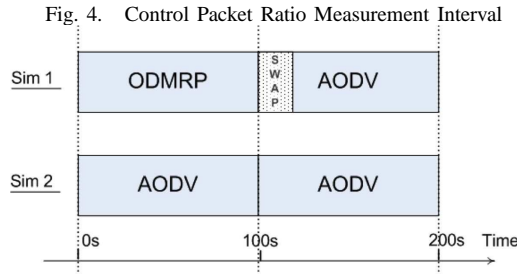 Fig. 4. Control Packet Ratio Measurement Interval
Sim 1 ODMRP SWAP AODV
Sim 2 AODV AODV
0s 100s 200s Time